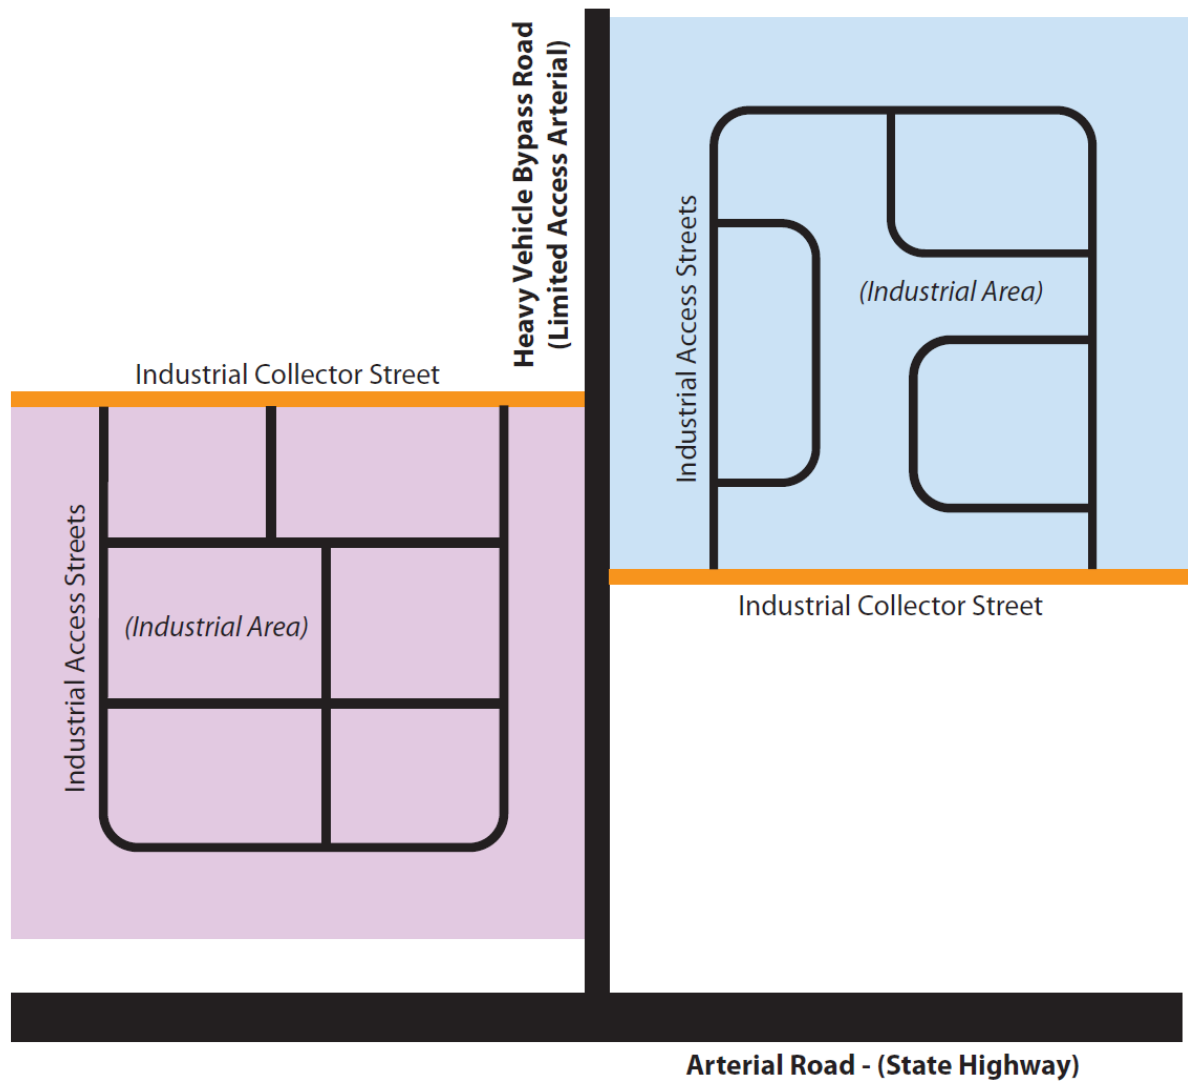 Heavy Vehicle Bypass Road
(Limited Access Arterial)
Industrial Access Streets
(Industrial Area)
Industrial Collector Street
Industrial Collector Street
Industrial Access Streets
(Industrial Area)
Arterial Road - (State Highway)